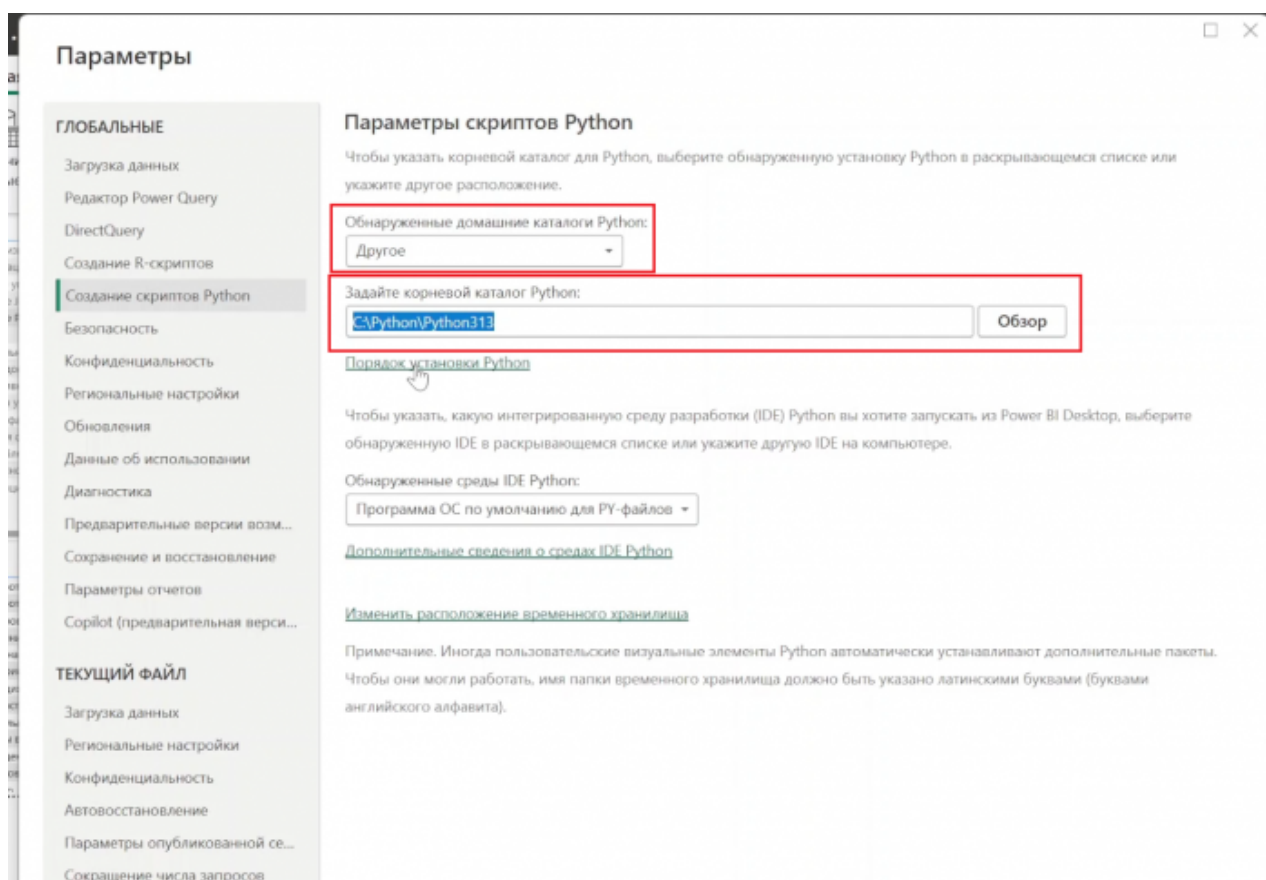 Параметры
ГЛОБАЛЬНЫЕ
Загрузка данных
Редактор Power Query
DirectQuery
Создание R-скриптов
Создание скриптов Python
Безопасность
Конфиденциальность
Региональные настройки
Обновления
Данные об использовании
Диагностика
Предварительные версии возм...
Сохранение и восстановление
Параметры отчетов
Copilot (предварительная верси...
ТЕКУЩИЙ ФАЙЛ
Загрузка данных
Региональные настройки
Конфиденциальность
Автовосстановление
Параметры опубликованной се...
Сокращение числа запросов
Параметры скриптов Python
Чтобы указать корневой каталог для Python, выберите обнаруженную установку Python в раскрывающемся списке или
укажите другое расположение.
Обнаруженные домашние каталоги Python:
Другое
Задайте корневой каталог Python:
C:\Python\Python313
Обзор
Порядок установки Python
Чтобы указать, какую интегрированную среду разработки (IDE) Python вы хотите запускать из Power BI Desktop, выберите
обнаруженную IDE в раскрывающемся списке или укажите другую IDE на компьютере.
Обнаруженные среды IDE Python:
Программа ОС по умолчанию для PY-файлов
Дополнительные сведения о средах IDE Python
Изменить расположение временного хранилища
Примечание. Иногда пользовательские визуальные элементы Python автоматически устанавливают дополнительные пакеты.
Чтобы они могли работать, имя папки временного хранилища должно быть указано латинскими буквами (буквами
английского алфавита).